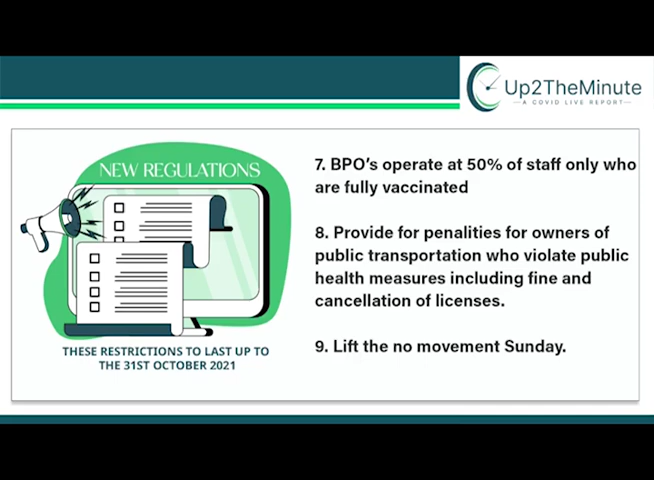 Up2TheMinute
A COVID LIVE REPORT
NEW REGULATIONS
THESE RESTRICTIONS TO LAST UP TO
THE 31ST OCTOBER 2021
7. BPO's operate at 50% of staff only who
are fully vaccinated
8. Provide for penalities for owners of
public transportation who violate public
health measures including fine and
cancellation of licenses.
9. Lift the no movement Sunday.